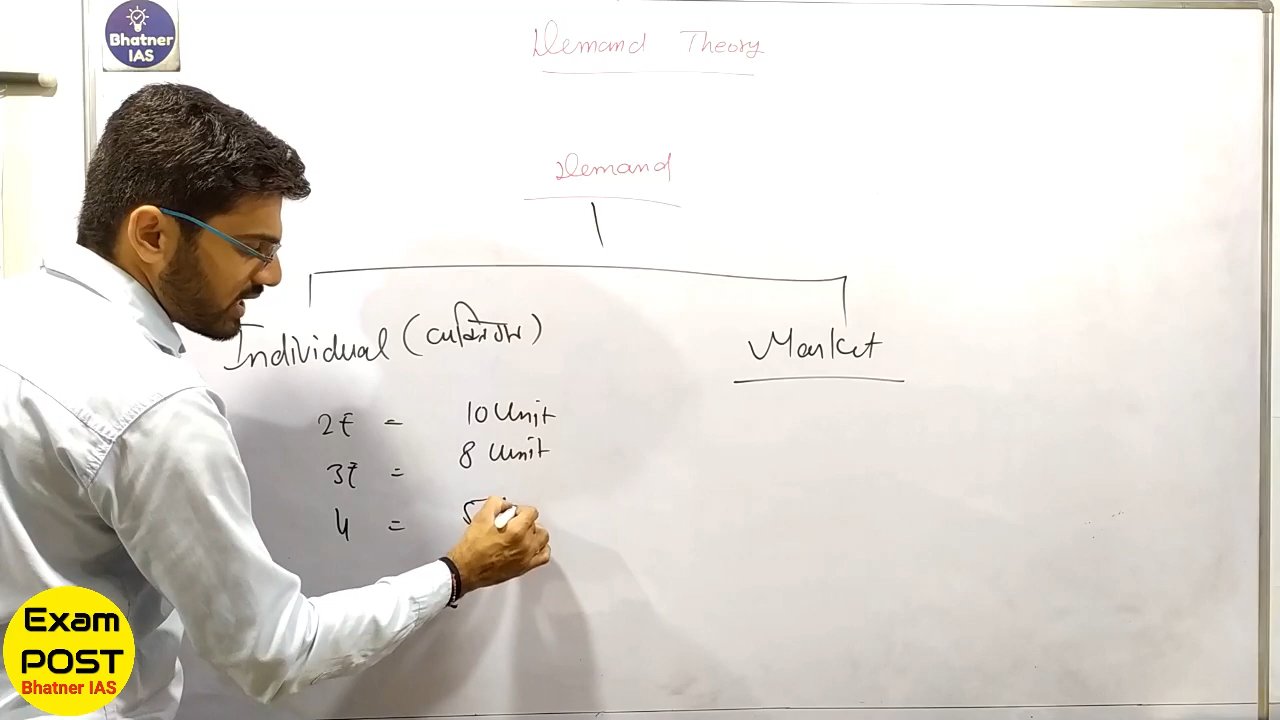 Bhatner
IAS
Demand Theory
Demand
Individual (व्यक्तिगत)
Market
2₹ = 10 Unit
3₹ = 8 Unit
4 = 5
Exam
POST
Bhatner IAS